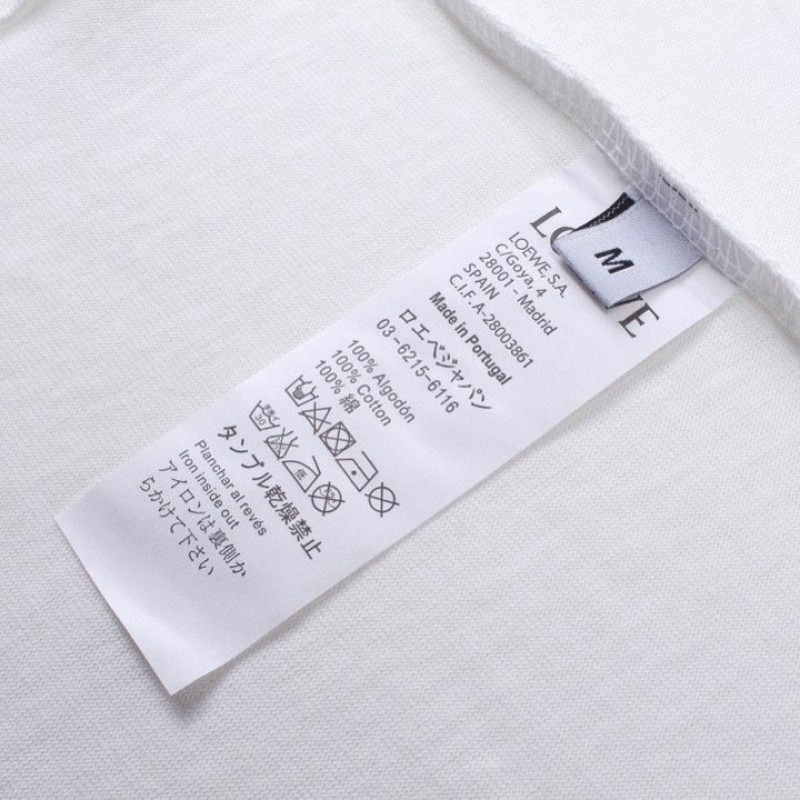 LOEWE
M
LOEWE, S.A.
C/Goya, 4
28001 - Madrid
SPAIN
C.I.F. A-28003861
Made in Portugal
ロエベジャパン
03-6215-6116
100% Algodón
100% Cotton
100% 綿
30
低
タンブル乾燥禁止
Planchar al revés
Iron inside out
アイロンは裏側か
らかけて下さい